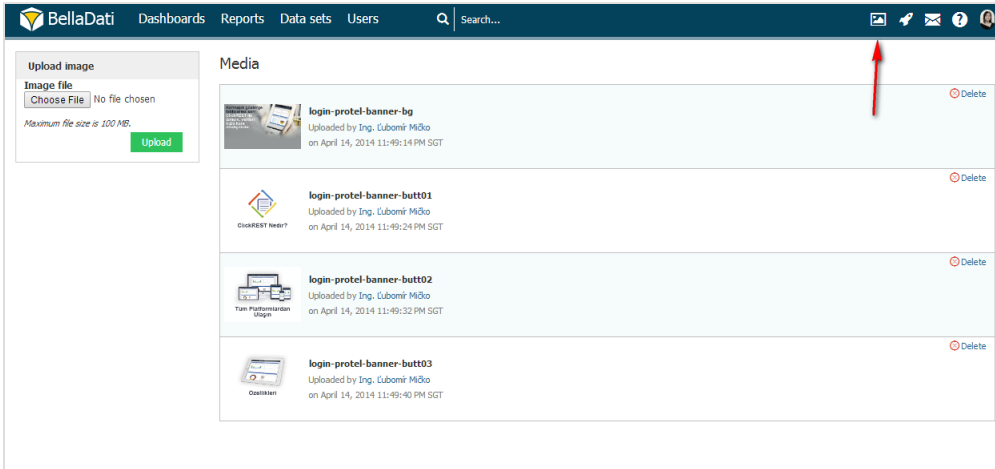 BellaDati Dashboards Reports Data sets Users Search...
Upload image
Image file
Choose File No file chosen
Maximum file size is 100 MB.
Upload
Media
Delete
login-protel-banner-bg
Uploaded by Ing. Ľubomír Mičko
on April 14, 2014 11:49:14 PM SGT
Delete
login-protel-banner-butt01
Uploaded by Ing. Ľubomír Mičko
on April 14, 2014 11:49:24 PM SGT
ClickREST Nedir?
Delete
login-protel-banner-butt02
Uploaded by Ing. Ľubomír Mičko
on April 14, 2014 11:49:32 PM SGT
Tüm Platformlardan
Ulaşın
Delete
login-protel-banner-butt03
Uploaded by Ing. Ľubomír Mičko
on April 14, 2014 11:49:40 PM SGT
Özellikleri